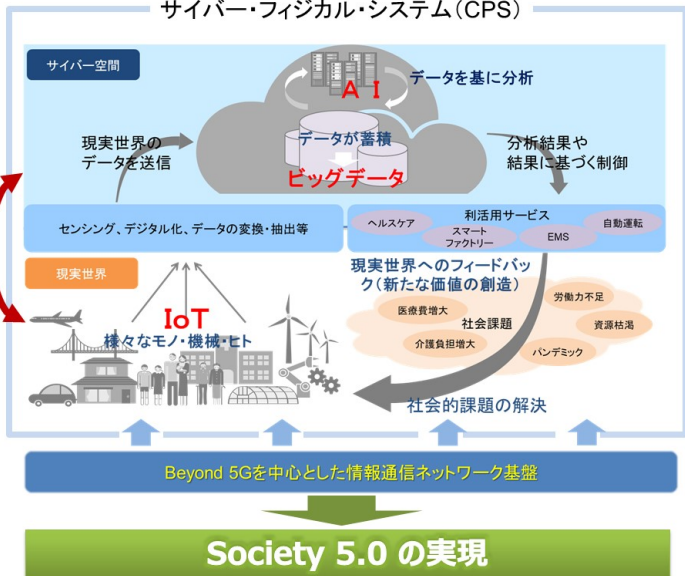 サイバー・フィジカル・システム（CPS）
サイバー空間
ＡＩ
データを基に分析
データが蓄積
ビッグデータ
現実世界の
データを送信
分析結果や
結果に基づく制御
センシング、デジタル化、データの変換・抽出等
利活用サービス
ヘルスケア
スマート
ファクトリー
EMS
自動運転
現実世界
IoT
様々なモノ・機械・ヒト
現実世界へのフィードバッ
ク（新たな価値の創造）
医療費増大
社会課題
介護負担増大
労働力不足
資源枯渇
パンデミック
社会的課題の解決
Beyond 5Gを中心とした情報通信ネットワーク基盤
Society 5.0 の実現